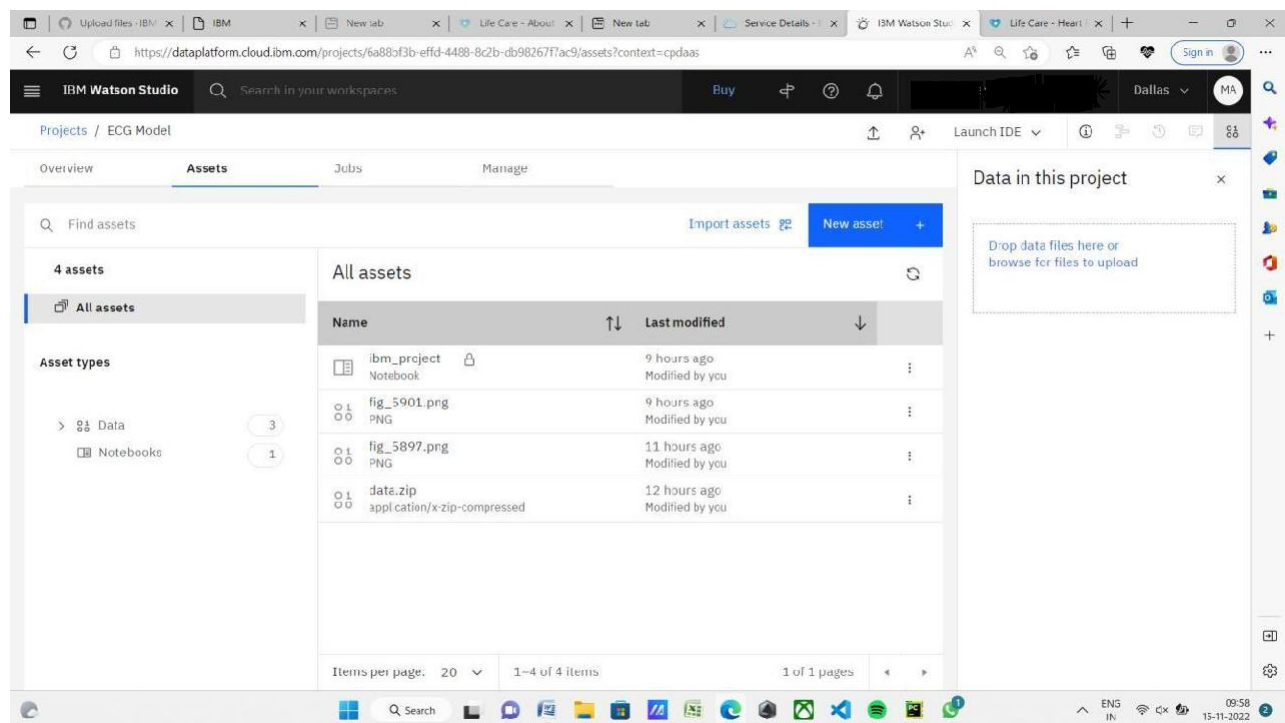 Upload files · IBM
IBM
New tab
Life Care - About
New tab
Service Details -
IBM Watson Stud
Life Care - Heart
https://dataplatform.cloud.ibm.com/projects/6a88bf3b-effd-4488-8c2b-db98267f7ac9/assets?context=cpdaas
Sign in
IBM Watson Studio
Search in your workspaces
Buy
Dallas
MA
Projects / ECG Model
Launch IDE
Overview
Assets
Jobs
Manage
Data in this project
Find assets
Import assets
New asset +
Drop data files here or
browse for files to upload
4 assets
All assets
All assets
Name
Last modified
Asset types
ibm_project
Notebook
9 hours ago
Modified by you
fig_5901.png
PNG
9 hours ago
Modified by you
Data 3
fig_5897.png
PNG
11 hours ago
Modified by you
Notebooks 1
data.zip
application/x-zip-compressed
12 hours ago
Modified by you
Items per page: 20
1–4 of 4 items
1 of 1 pages
Search
ENG
IN
09:58
15-11-2022
2